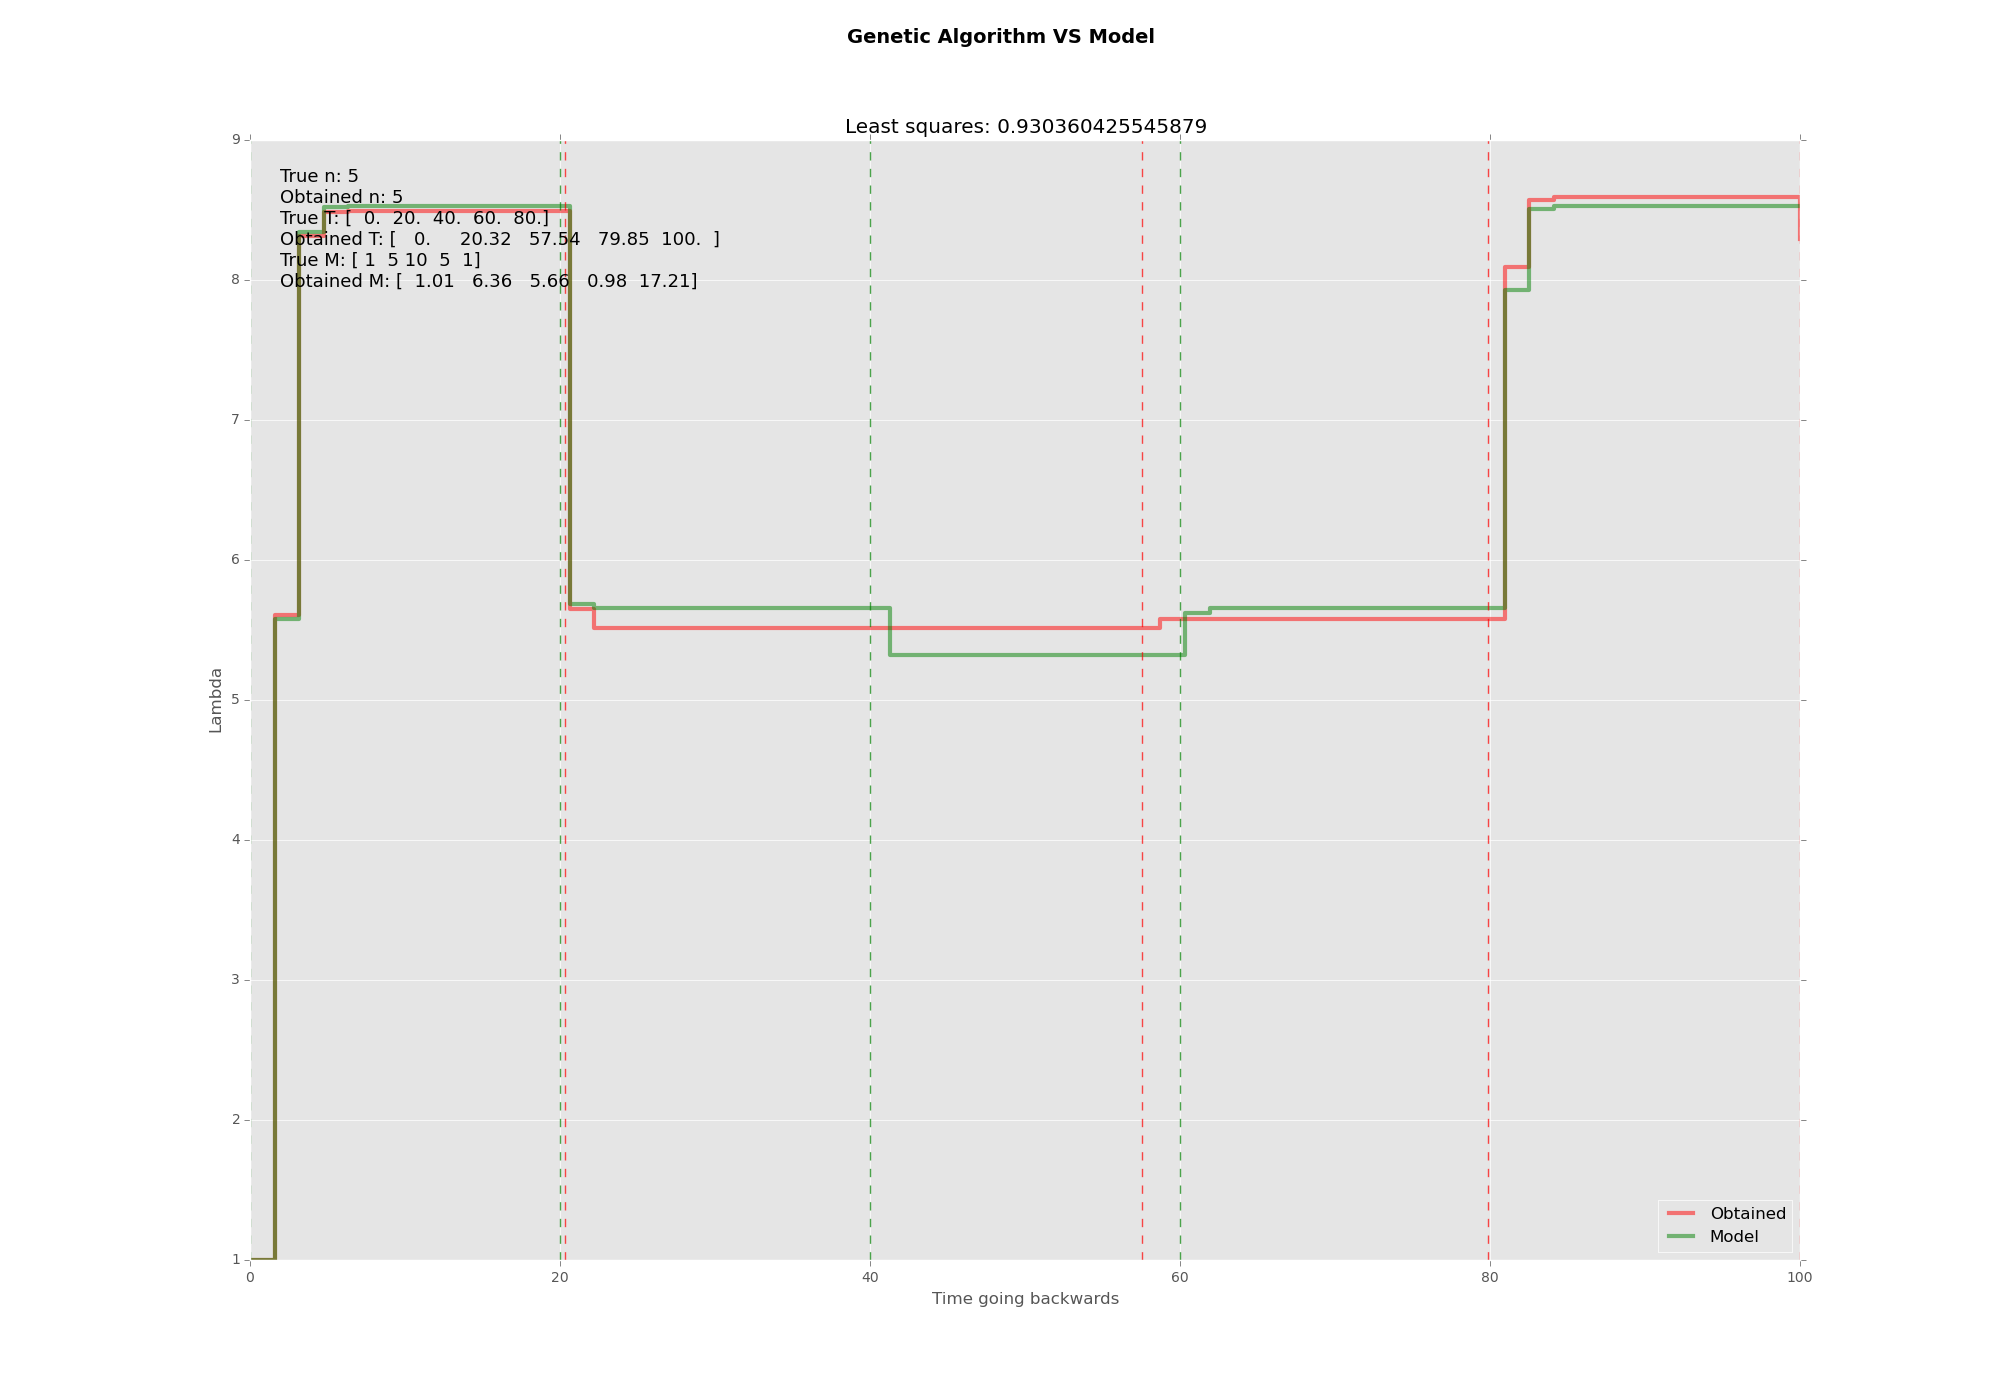 Genetic Algorithm VS Model
Least squares: 0.930360425545879
9
8
7
6
5
4
3
2
1
Lambda
True n: 5
Obtained n: 5
True T: [  0.  20.  40.  60.  80.]
Obtained T: [   0.     20.32   57.54   79.85  100.  ]
True M: [ 1  5 10  5  1]
Obtained M: [  1.01   6.36   5.66   0.98  17.21]
Obtained
Model
0 20 40 60 80 100
Time going backwards